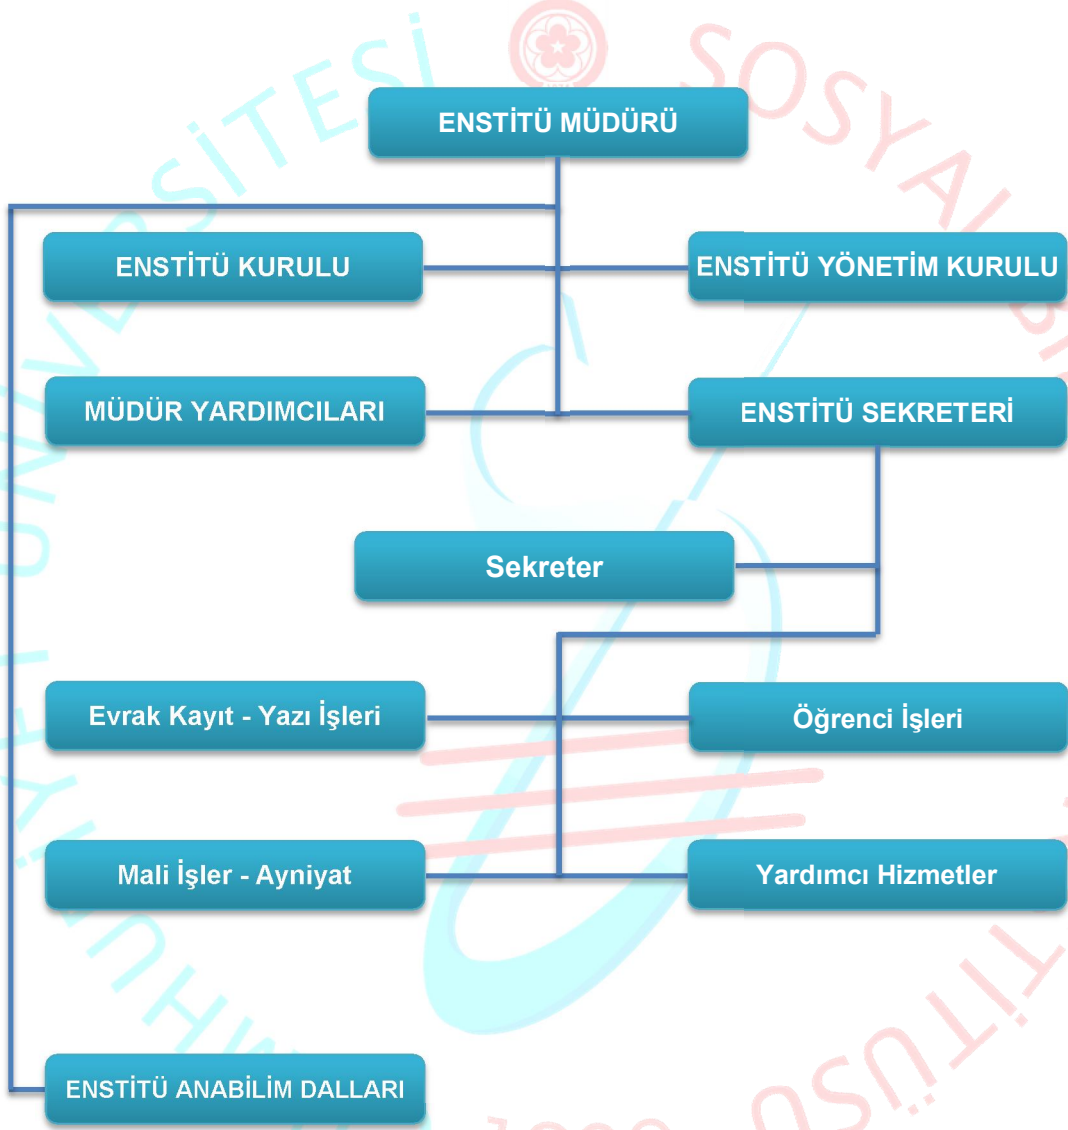 ENSTİTÜ MÜDÜRÜ
ENSTİTÜ KURULU
ENSTİTÜ YÖNETİM KURULU
MÜDÜR YARDIMCILARI
ENSTİTÜ SEKRETERİ
Sekreter
Evrak Kayıt - Yazı İşleri
Öğrenci İşleri
Mali İşler - Ayniyat
Yardımcı Hizmetler
ENSTİTÜ ANABİLİM DALLARI